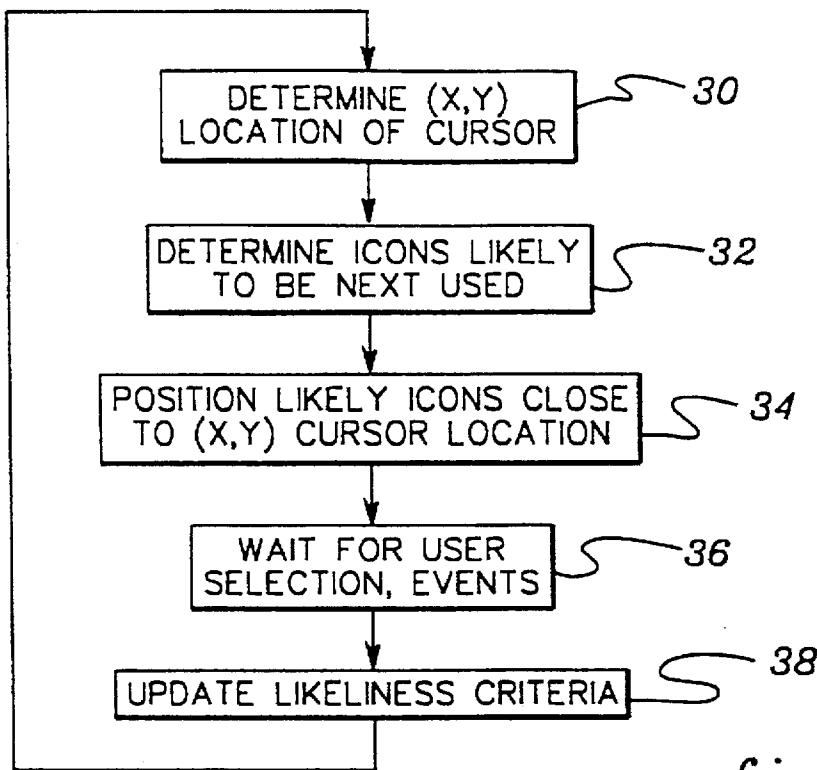 DETERMINE (X,Y)
LOCATION OF CURSOR
30
DETERMINE ICONS LIKELY
TO BE NEXT USED
32
POSITION LIKELY ICONS CLOSE
TO (X,Y) CURSOR LOCATION
34
WAIT FOR USER
SELECTION, EVENTS
36
UPDATE LIKELINESS CRITERIA
38